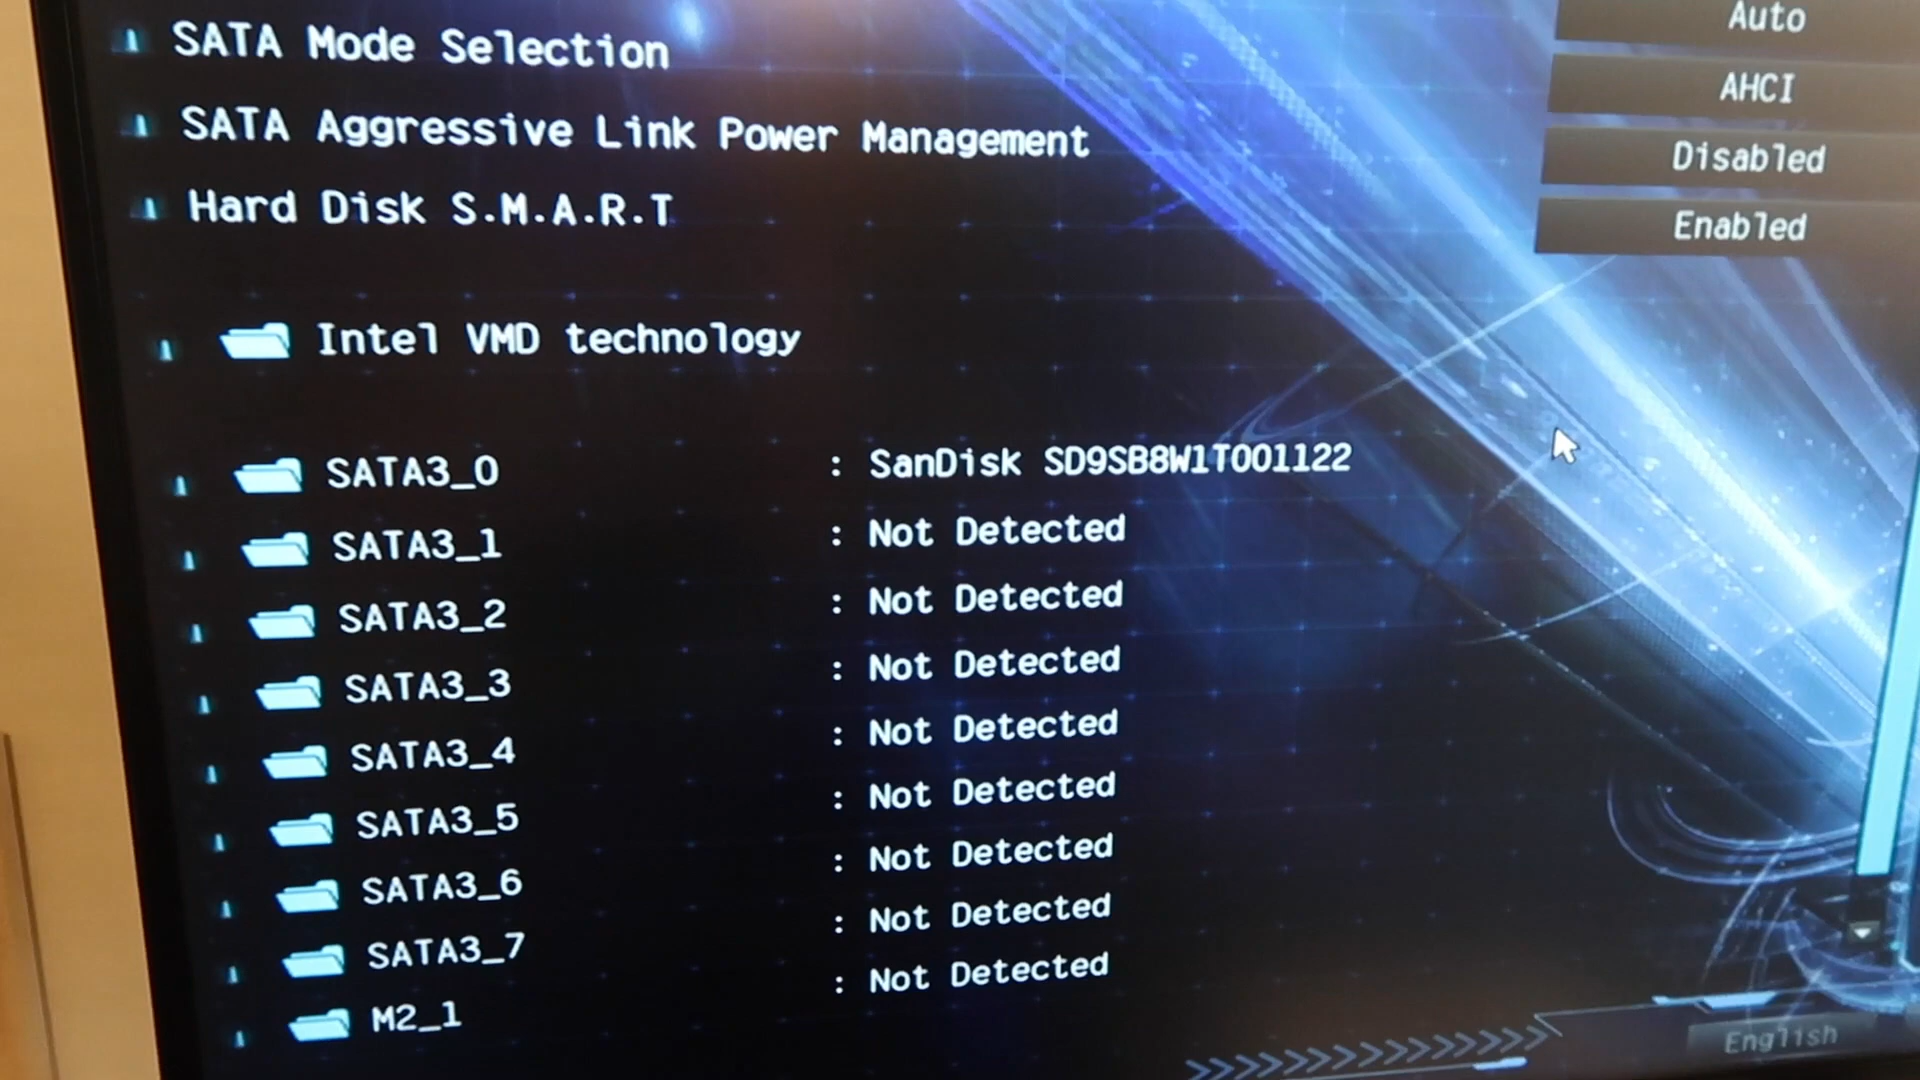 Auto
SATA Mode Selection AHCI
SATA Aggressive Link Power Management Disabled
Hard Disk S.M.A.R.T Enabled
Intel VMD technology
SATA3_0 : SanDisk SD9SB8W1T001122
SATA3_1 : Not Detected
SATA3_2 : Not Detected
SATA3_3 : Not Detected
SATA3_4 : Not Detected
SATA3_5 : Not Detected
SATA3_6 : Not Detected
SATA3_7 : Not Detected
M2_1 : Not Detected
English